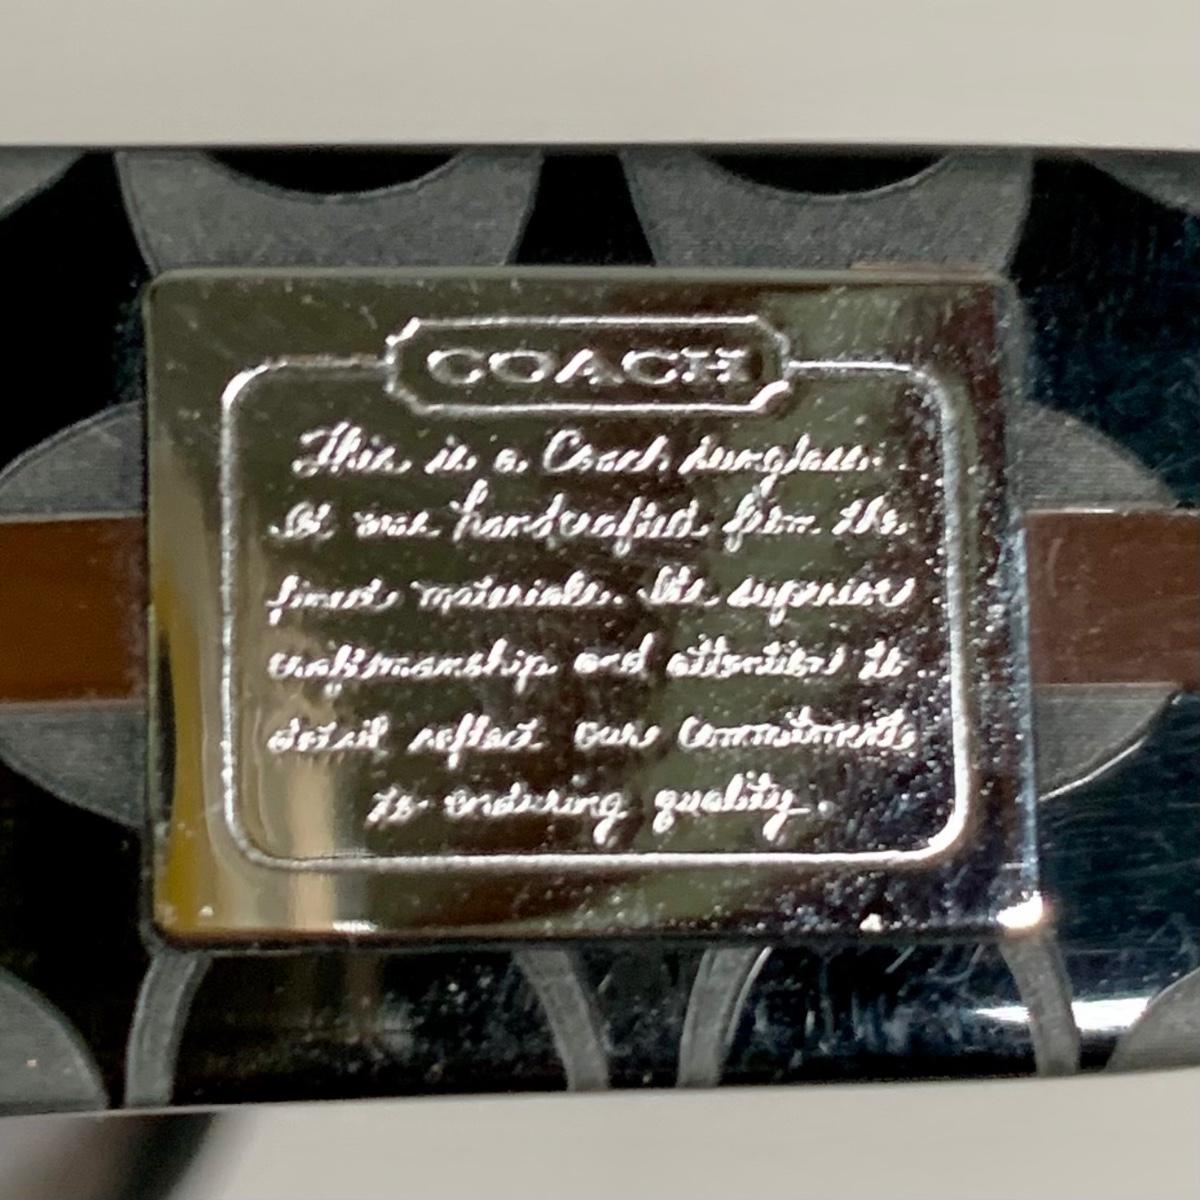 COACH
This is a Coach sunglass.
It was handcrafted from the
finest materials. Its superior
craftsmanship and attention to
detail reflect our commitment
to enduring quality.